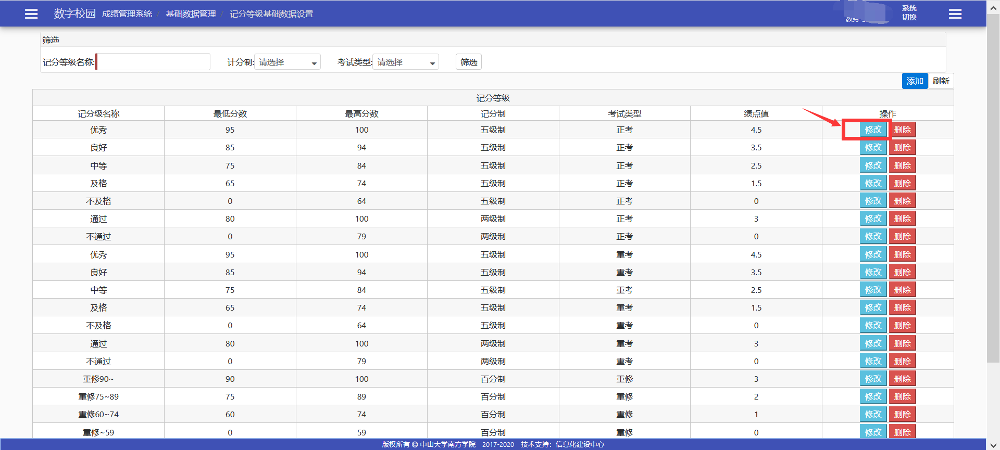 数字校园 成绩管理系统 / 基础数据管理 / 记分等级基础数据设置
系统
切换
筛选
记分等级名称: 计分制: 请选择 考试类型: 请选择 筛选
添加 刷新
记分等级
记分级名称 最低分数 最高分数 记分制 考试类型 绩点值 操作
优秀 95 100 五级制 正考 4.5 修改 删除
良好 85 94 五级制 正考 3.5 修改 删除
中等 75 84 五级制 正考 2.5 修改 删除
及格 65 74 五级制 正考 1.5 修改 删除
不及格 0 64 五级制 正考 0 修改 删除
通过 80 100 两级制 正考 3 修改 删除
不通过 0 79 两级制 正考 0 修改 删除
优秀 95 100 五级制 重考 4.5 修改 删除
良好 85 94 五级制 重考 3.5 修改 删除
中等 75 84 五级制 重考 2.5 修改 删除
及格 65 74 五级制 重考 1.5 修改 删除
不及格 0 64 五级制 重考 0 修改 删除
通过 80 100 两级制 重考 3 修改 删除
不通过 0 79 两级制 重考 0 修改 删除
重修90~ 90 100 百分制 重修 3 修改 删除
重修75~89 75 89 百分制 重修 2 修改 删除
重修60~74 60 74 百分制 重修 1 修改 删除
重修~59 0 59 百分制 重修 0 修改 删除
版权所有 © 中山大学南方学院 2017-2020 技术支持：信息化建设中心